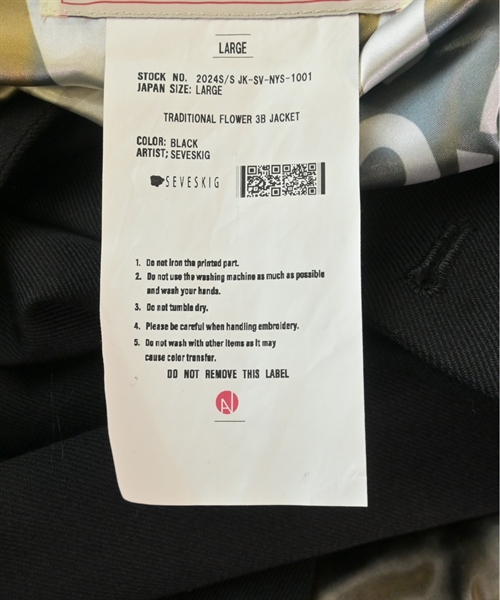 LARGE
STOCK NO. 2024S/S JK-SV-NYS-1001
JAPAN SIZE: LARGE
TRADITIONAL FLOWER 3B JACKET
COLOR: BLACK
ARTIST; SEVESKIG
SEVESKIG
1. Do not iron the printed part.
2. Do not use the washing machine as much as possible
and wash your hands.
3. Do not tumble dry.
4. Please be careful when handling embroidery.
5. Do not wash with other items as it may
cause color transfer.
DO NOT REMOVE THIS LABEL